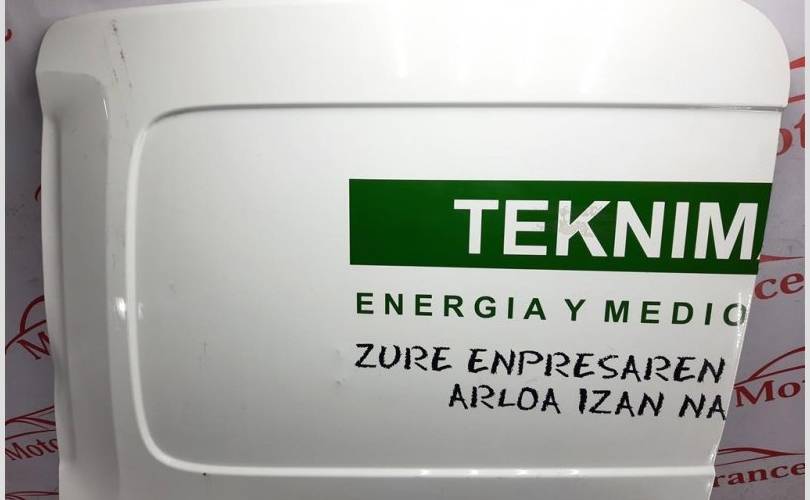 TEKNIM
ENERGIA Y MEDIO
ZURE ENPRESAREN
ARLOA IZAN NA